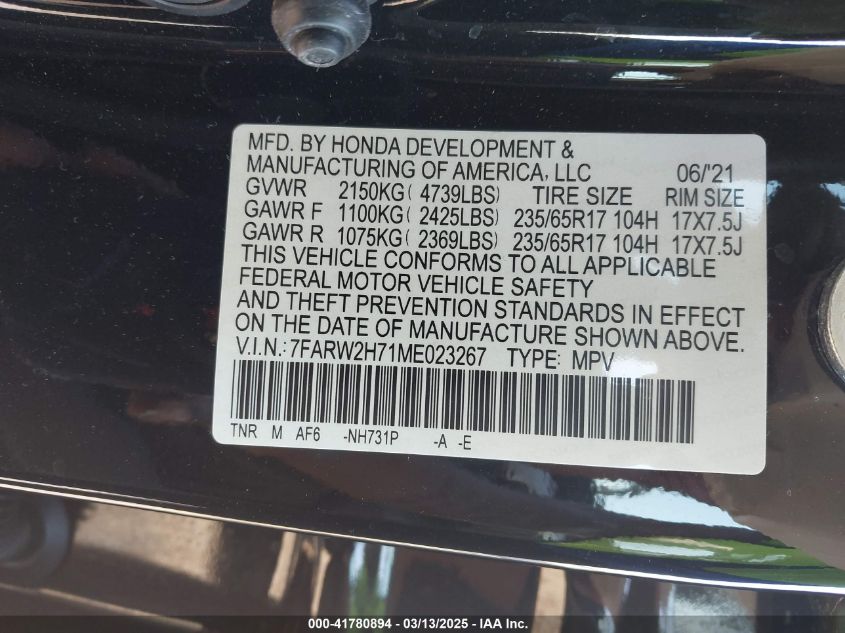 MFD. BY HONDA DEVELOPMENT &
MANUFACTURING OF AMERICA, LLC 06/'21
GVWR 2150KG( 4739LBS) TIRE SIZE RIM SIZE
GAWR F 1100KG( 2425LBS) 235/65R17 104H 17X7.5J
GAWR R 1075KG( 2369LBS) 235/65R17 104H 17X7.5J
THIS VEHICLE CONFORMS TO ALL APPLICABLE
FEDERAL MOTOR VEHICLE SAFETY
AND THEFT PREVENTION STANDARDS IN EFFECT
ON THE DATE OF MANUFACTURE SHOWN ABOVE.
V.I.N.: 7FARW2H71ME023267 TYPE: MPV
TNR M AF6 -NH731P -A -E
000-41780894 - 03/13/2025 - IAA Inc.